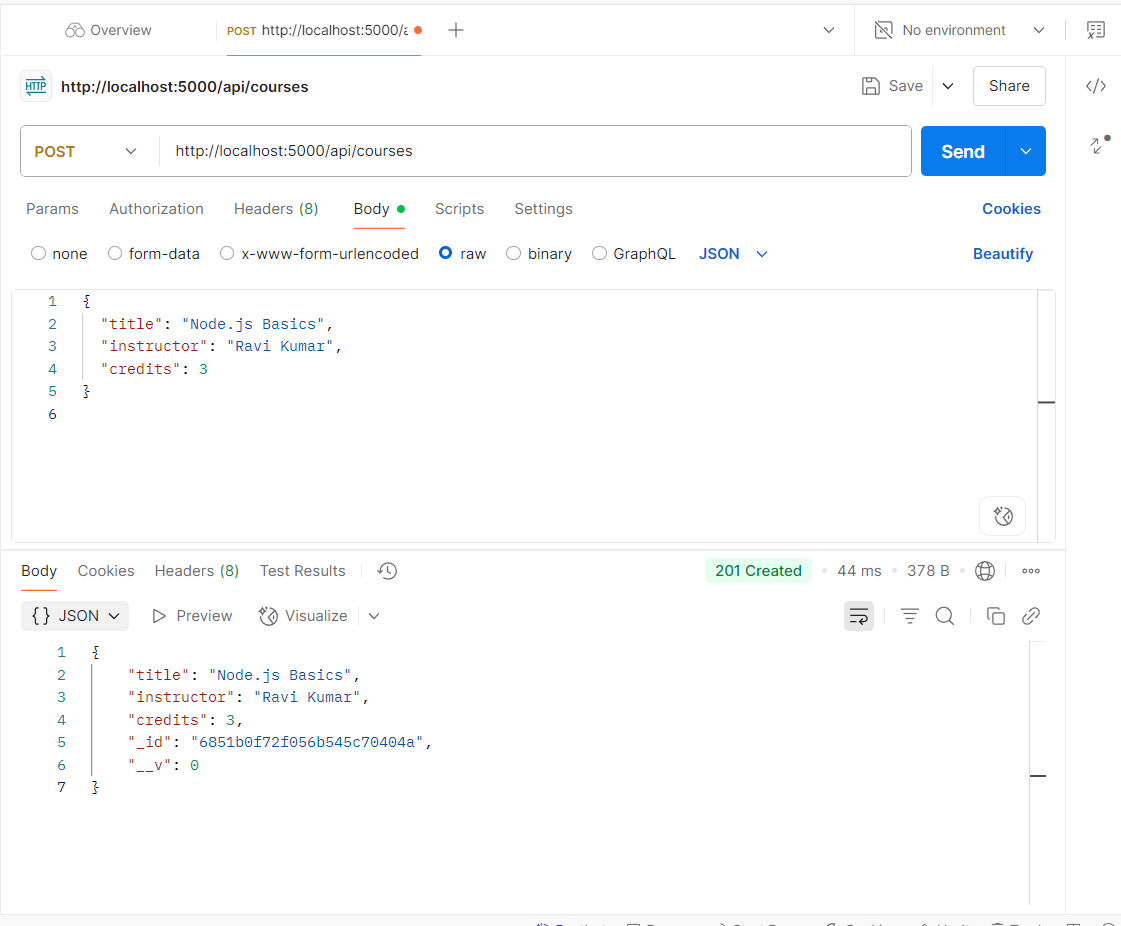 Overview POST http://localhost:5000/a No environment
HTTP http://localhost:5000/api/courses Save Share
POST http://localhost:5000/api/courses Send
Params Authorization Headers (8) Body Scripts Settings Cookies
none form-data x-www-form-urlencoded raw binary GraphQL JSON Beautify
1 {
2 "title": "Node.js Basics",
3 "instructor": "Ravi Kumar",
4 "credits": 3
5 }
6
Body Cookies Headers (8) Test Results 201 Created 44 ms 378 B
{} JSON Preview Visualize
1 {
2 "title": "Node.js Basics",
3 "instructor": "Ravi Kumar",
4 "credits": 3,
5 "_id": "6851b0f72f056b545c70404a",
6 "__v": 0
7 }